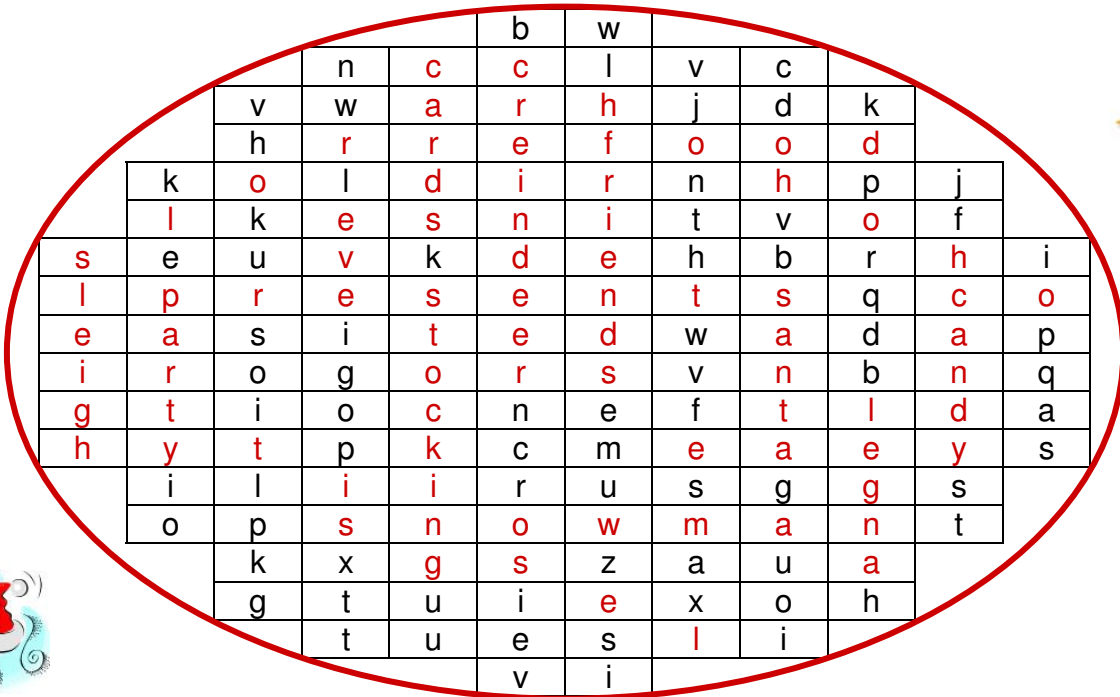 b w
n c c l v c
v w a r h j d k
h r r e f o o d
k o l d i r n h p j
l k e s n i t v o f
s e u v k d e h b r h i
l p r e s e n t s q c o
e a s i t e d w a d a p
i r o g o r s v n b n q
g t i o c n e f t l d a
h y t p k c m e a e y s
i l i i r u s g g s
o p s n o w m a n t
k x g s z a u a
g t u i e x o h
t u e s l i
v i